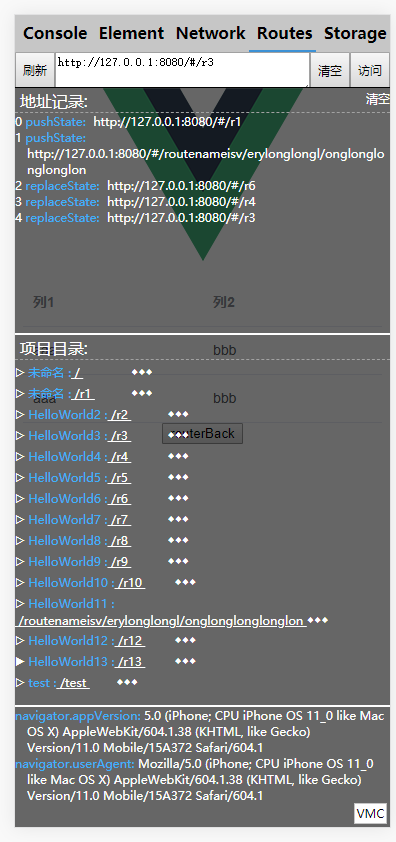 Console Element Network Routes Storage
刷新 http://127.0.0.1:8080/#/r3 清空 访问
地址记录: 清空
0 pushState: http://127.0.0.1:8080/#/r1
1 pushState:
http://127.0.0.1:8080/#/routenameisv/erylonglongl/onglonglo
nglonglon
2 replaceState: http://127.0.0.1:8080/#/r6
3 replaceState: http://127.0.0.1:8080/#/r4
4 replaceState: http://127.0.0.1:8080/#/r3
列1 列2
项目目录:
bbb
未命名 : /
未命名 : /r1
aaa bbb
HelloWorld2 : /r2
HelloWorld3 : /r3
routerBack
HelloWorld4 : /r4
HelloWorld5 : /r5
HelloWorld6 : /r6
HelloWorld7 : /r7
HelloWorld8 : /r8
HelloWorld9 : /r9
HelloWorld10 : /r10
HelloWorld11 :
/routenameisv/erylonglongl/onglonglonglonglon
HelloWorld12 : /r12
HelloWorld13 : /r13
test : /test
navigator.appVersion: 5.0 (iPhone; CPU iPhone OS 11_0 like Mac
OS X) AppleWebKit/604.1.38 (KHTML, like Gecko)
Version/11.0 Mobile/15A372 Safari/604.1
navigator.userAgent: Mozilla/5.0 (iPhone; CPU iPhone OS 11_0
like Mac OS X) AppleWebKit/604.1.38 (KHTML, like Gecko)
Version/11.0 Mobile/15A372 Safari/604.1
VMC